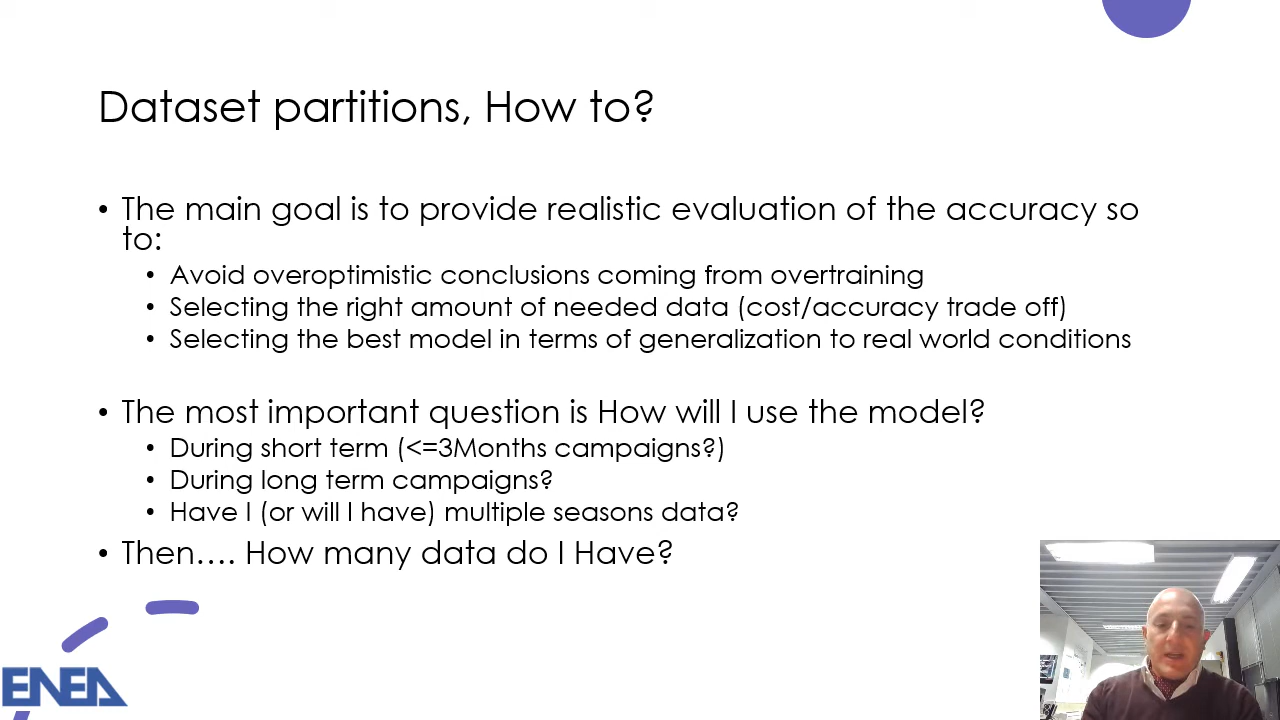 Dataset partitions, How to?
• The main goal is to provide realistic evaluation of the accuracy so
to:
• Avoid overoptimistic conclusions coming from overtraining
• Selecting the right amount of needed data (cost/accuracy trade off)
• Selecting the best model in terms of generalization to real world conditions
• The most important question is How will I use the model?
• During short term (<=3Months campaigns?)
• During long term campaigns?
• Have I (or will I have) multiple seasons data?
• Then…. How many data do I Have?
ENEA